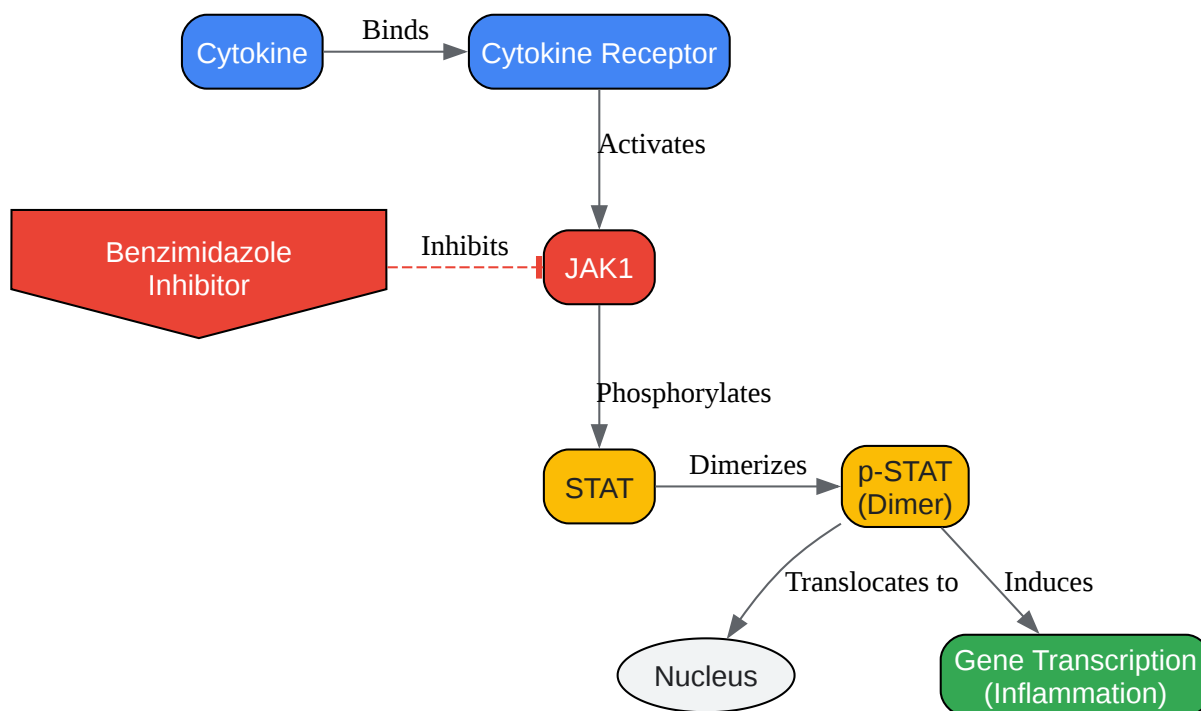 Cytokine
Binds
Cytokine Receptor
Activates
Benzimidazole
Inhibitor
Inhibits
JAK1
Phosphorylates
STAT
Dimerizes
p-STAT
(Dimer)
Translocates to
Induces
Nucleus
Gene Transcription
(Inflammation)